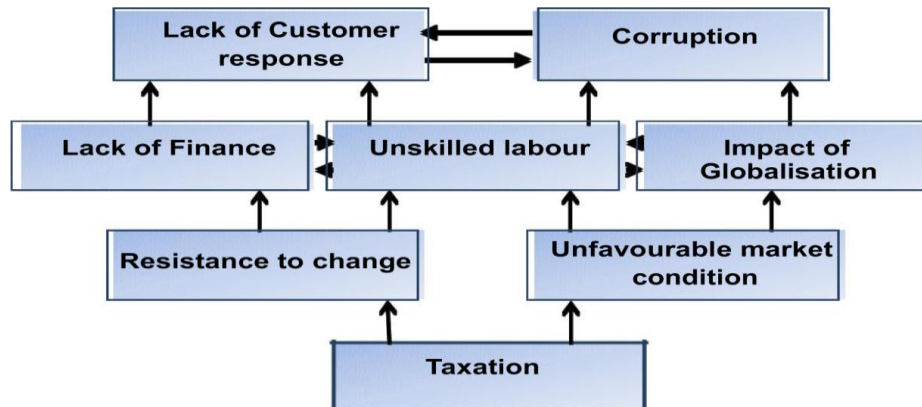 Lack of Customer
response
Corruption
Lack of Finance
Unskilled labour
Impact of
Globalisation
Resistance to change
Unfavourable market
condition
Taxation